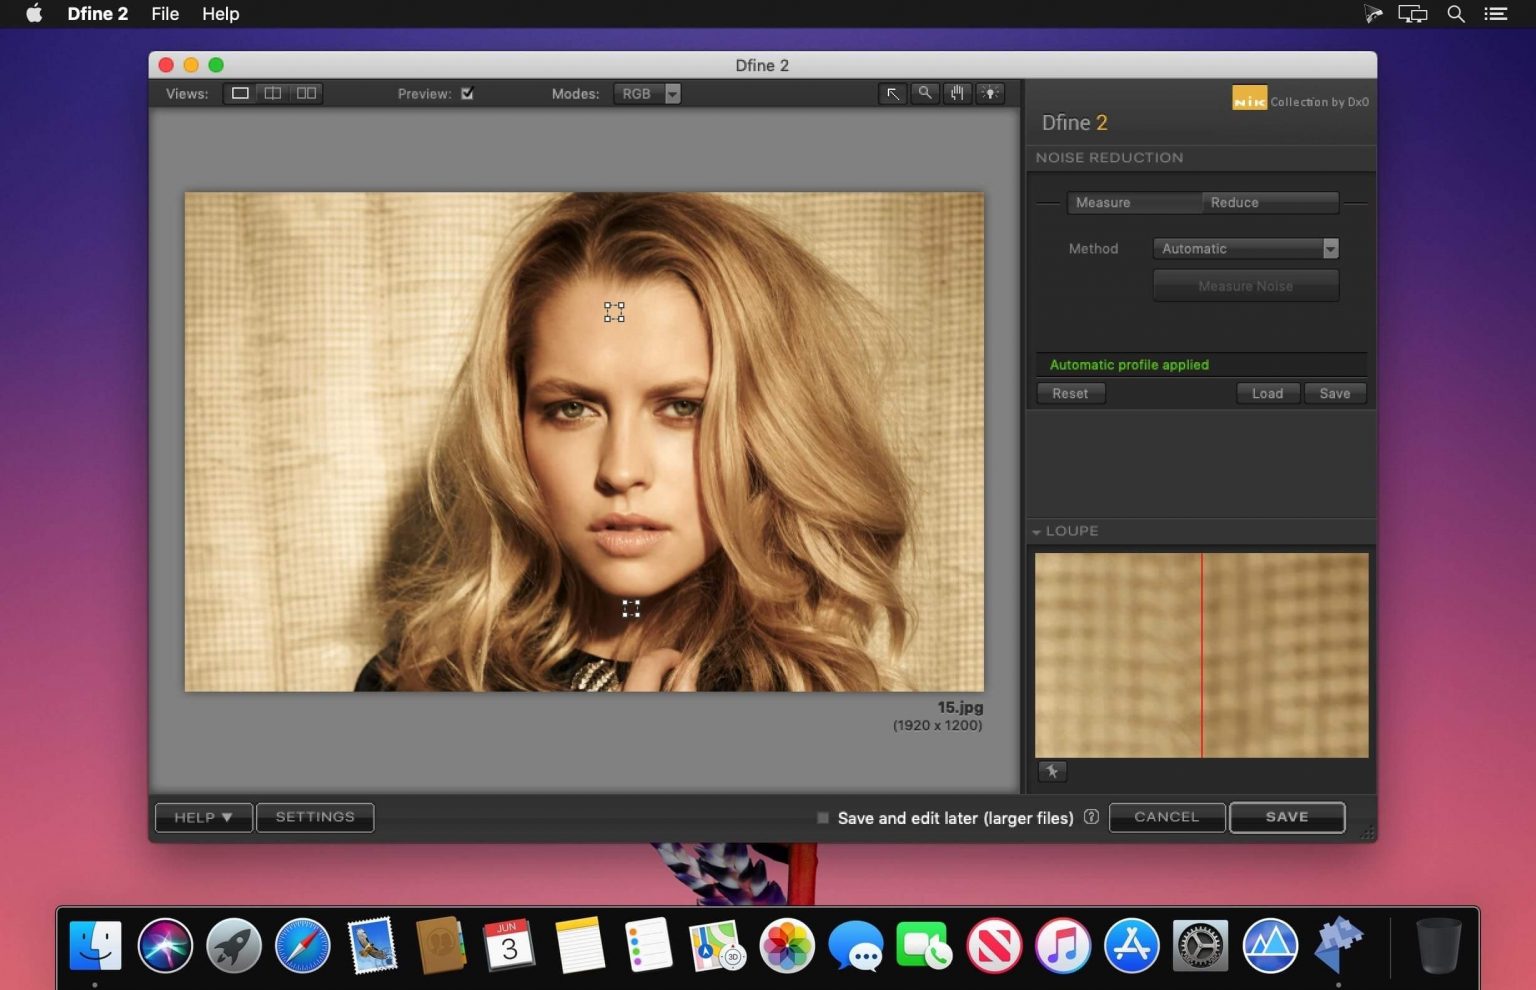 Dfine 2 File Help
Dfine 2
Views: Preview: Modes: RGB
nik Collection by DxO
Dfine 2
NOISE REDUCTION
Measure Reduce
Method Automatic
Measure Noise
Automatic profile applied
Reset Load Save
LOUPE
15.jpg
(1920 x 1200)
HELP ▼ SETTINGS Save and edit later (larger files) ? CANCEL SAVE
JUN
3
3D